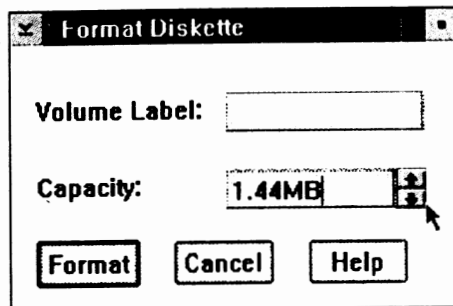 Format Diskette
Volume Label:
Capacity: 1.44MB
Format Cancel Help